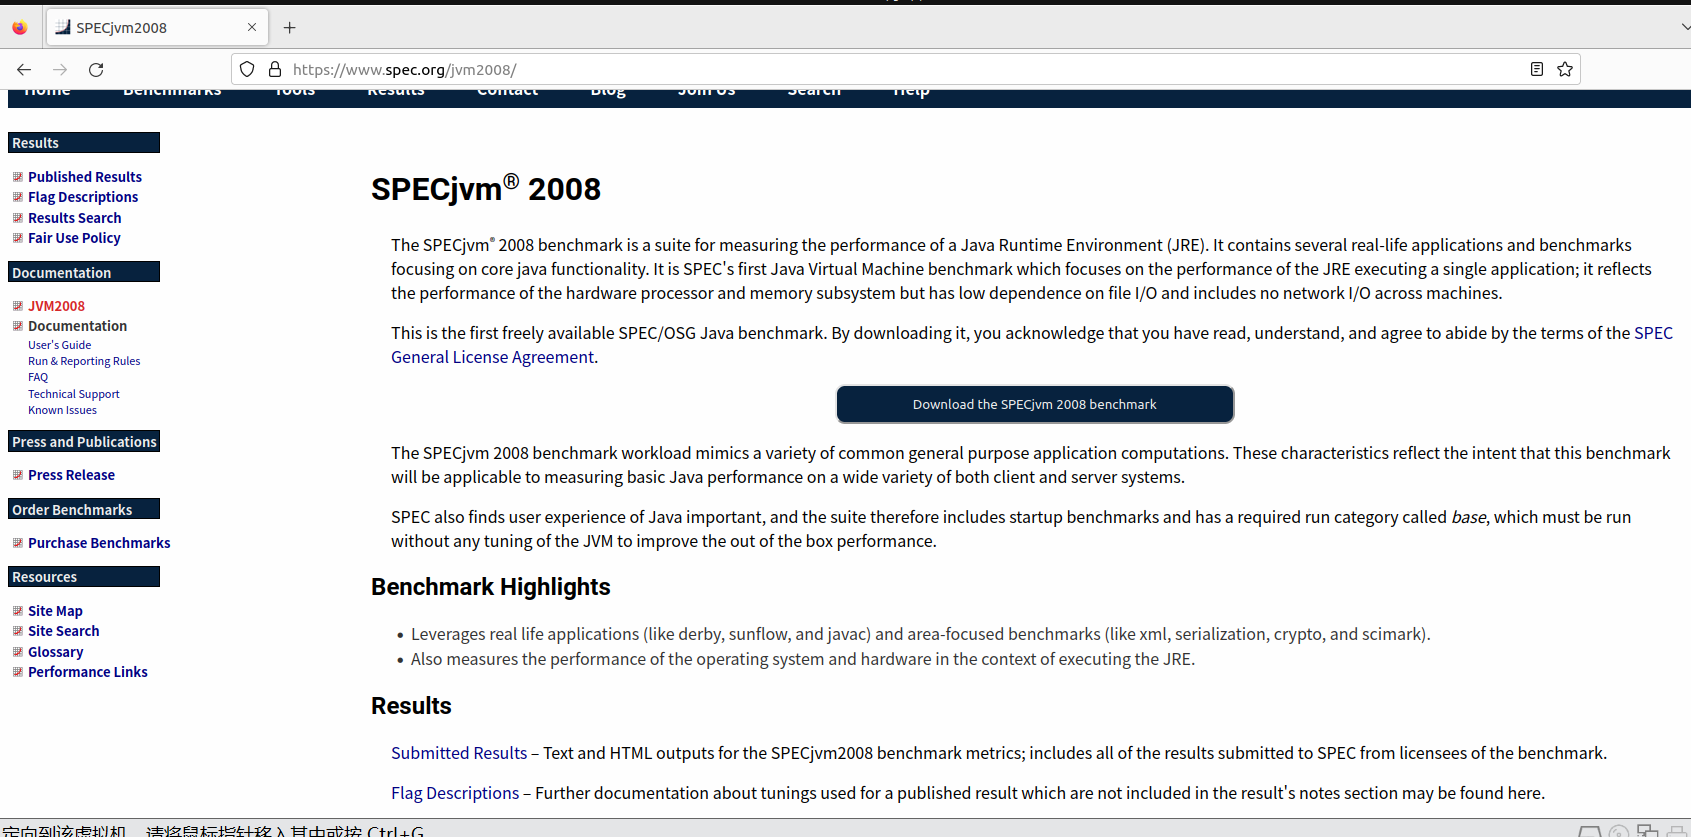 SPECjvm2008
https://www.spec.org/jvm2008/
Home Benchmarks Tools Results Contact Blog Join Us Search Help
Results
Published Results
Flag Descriptions
Results Search
Fair Use Policy
Documentation
JVM2008
Documentation
User's Guide
Run & Reporting Rules
FAQ
Technical Support
Known Issues
Press and Publications
Press Release
Order Benchmarks
Purchase Benchmarks
Resources
Site Map
Site Search
Glossary
Performance Links
SPECjvm® 2008
The SPECjvm® 2008 benchmark is a suite for measuring the performance of a Java Runtime Environment (JRE). It contains several real-life applications and benchmarks
focusing on core java functionality. It is SPEC's first Java Virtual Machine benchmark which focuses on the performance of the JRE executing a single application; it reflects
the performance of the hardware processor and memory subsystem but has low dependence on file I/O and includes no network I/O across machines.
This is the first freely available SPEC/OSG Java benchmark. By downloading it, you acknowledge that you have read, understand, and agree to abide by the terms of the SPEC
General License Agreement.
Download the SPECjvm 2008 benchmark
The SPECjvm 2008 benchmark workload mimics a variety of common general purpose application computations. These characteristics reflect the intent that this benchmark
will be applicable to measuring basic Java performance on a wide variety of both client and server systems.
SPEC also finds user experience of Java important, and the suite therefore includes startup benchmarks and has a required run category called base, which must be run
without any tuning of the JVM to improve the out of the box performance.
Benchmark Highlights
• Leverages real life applications (like derby, sunflow, and javac) and area-focused benchmarks (like xml, serialization, crypto, and scimark).
• Also measures the performance of the operating system and hardware in the context of executing the JRE.
Results
Submitted Results – Text and HTML outputs for the SPECjvm2008 benchmark metrics; includes all of the results submitted to SPEC from licensees of the benchmark.
Flag Descriptions – Further documentation about tunings used for a published result which are not included in the result's notes section may be found here.
定向到该虚拟机，请将鼠标指针移入其中或按 Ctrl+G